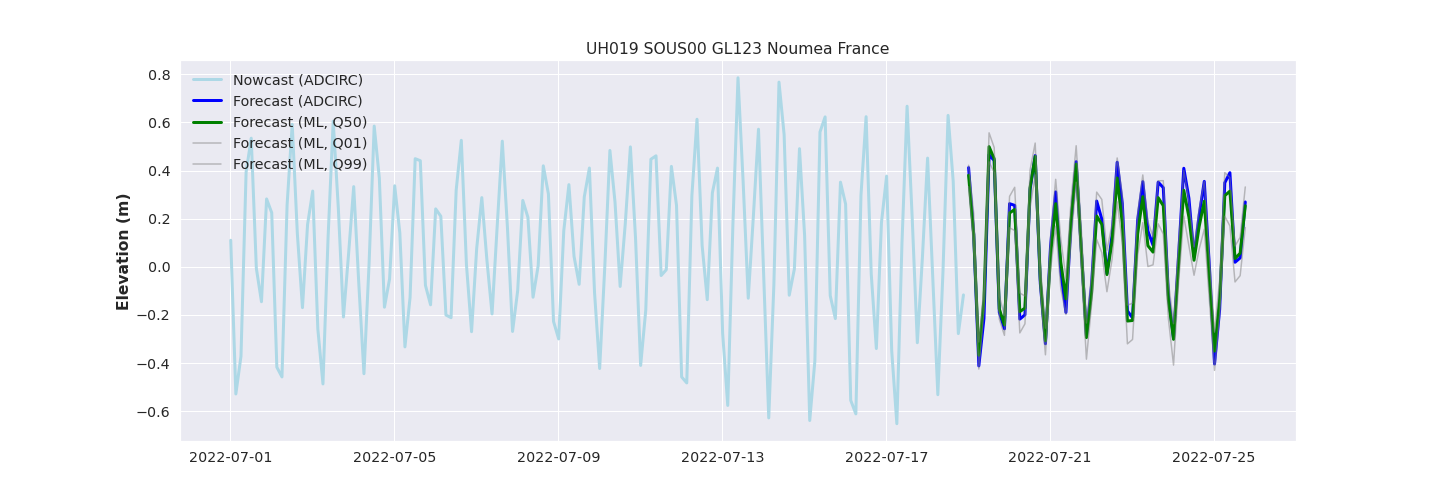 UH019 SOUS00 GL123 Noumea France
Elevation (m)
0.8
0.6
0.4
0.2
0.0
−0.2
−0.4
−0.6
Nowcast (ADCIRC)
Forecast (ADCIRC)
Forecast (ML, Q50)
Forecast (ML, Q01)
Forecast (ML, Q99)
2022-07-01 2022-07-05 2022-07-09 2022-07-13 2022-07-17 2022-07-21 2022-07-25